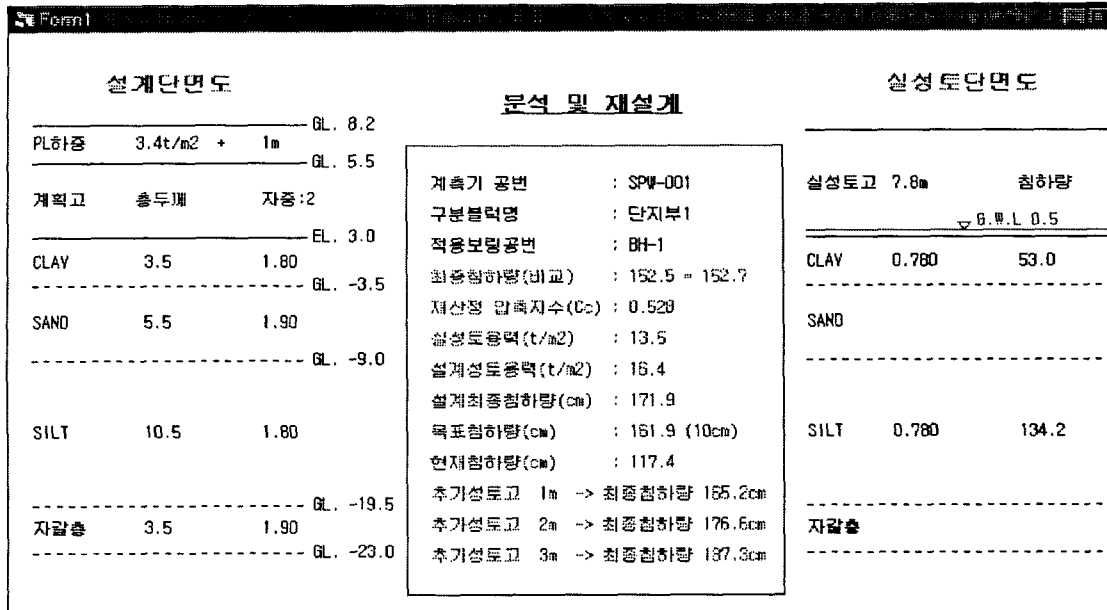 Form1
설계단면도
GL. 8.2
PL하중 3.4t/m2 + 1m
GL. 5.5
계획고 층두께 자중:2
EL. 3.0
CLAY 3.5 1.80
GL. -3.5
SAND 5.5 1.90
GL. -9.0
SILT 10.5 1.80
GL. -19.5
자갈층 3.5 1.90
GL. -23.0
분석 및 재설계
계측기 공번 : SPW-001
구분블럭명 : 단지부1
적용보링공번 : BH-1
최종침하량(비교) : 152.5 = 152.7
재산정 압축지수(Cc) : 0.528
실성토응력(t/m2) : 13.5
설계성토응력(t/m2) : 16.4
설계최종침하량(cm) : 171.9
목표침하량(cm) : 161.9 (10cm)
현재침하량(cm) : 117.4
추가성토고 1m -> 최종침하량 165.2cm
추가성토고 2m -> 최종침하량 176.6cm
추가성토고 3m -> 최종침하량 187.3cm
실성토단면도
실성토고 7.8m 침하량
G.W.L 0.5
CLAY 0.780 53.0
SAND
SILT 0.780 134.2
자갈층